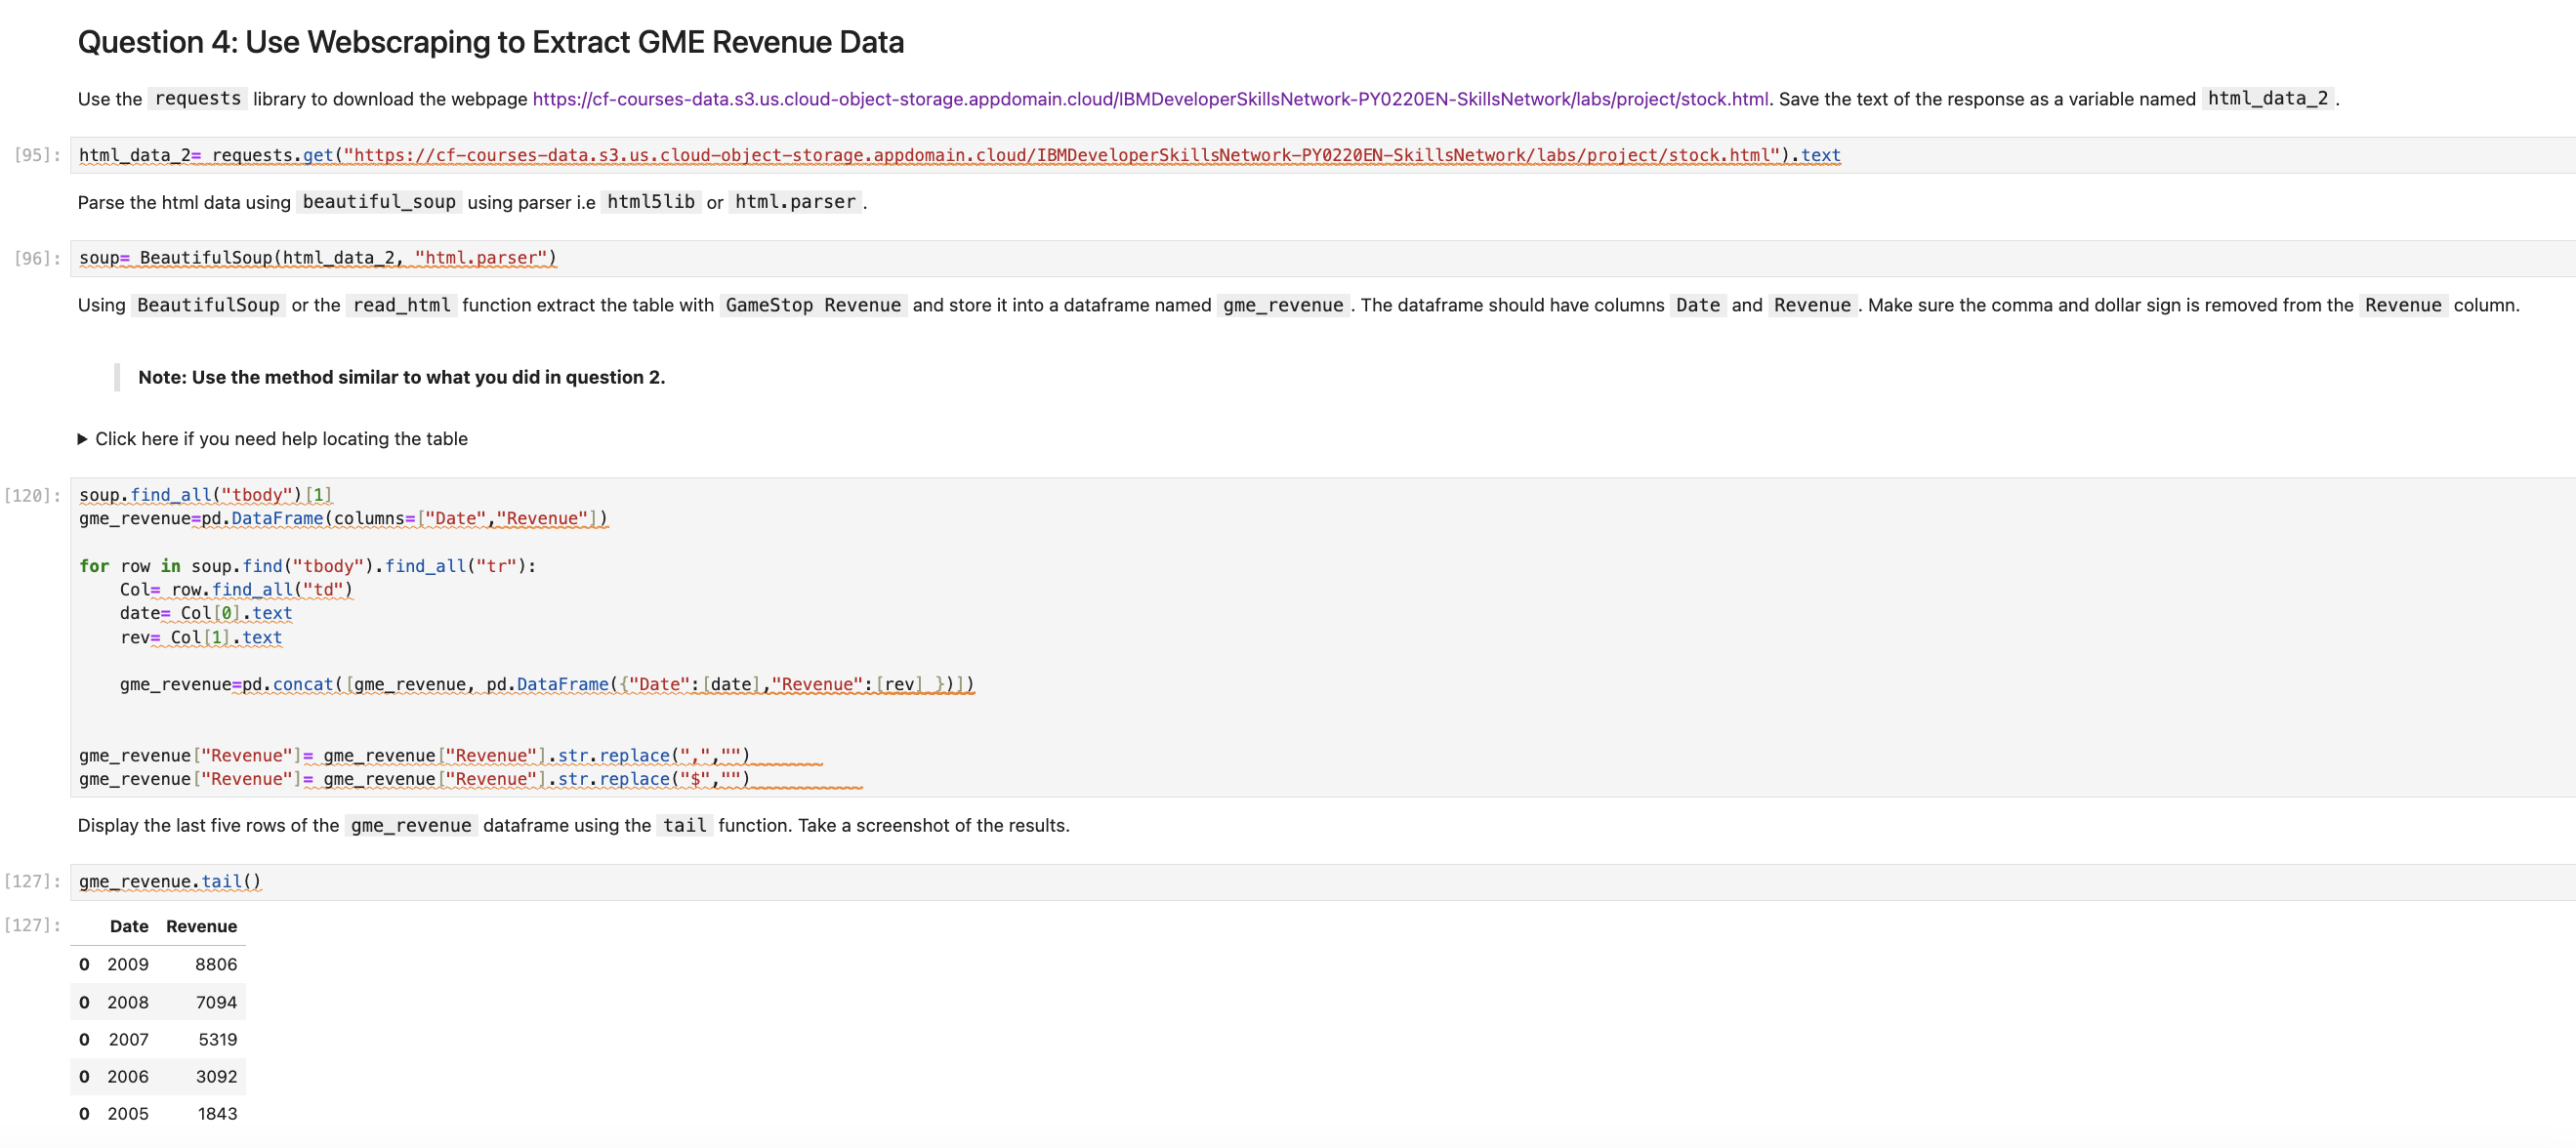 Question 4: Use Webscraping to Extract GME Revenue Data
Use the requests library to download the webpage https://cf-courses-data.s3.us.cloud-object-storage.appdomain.cloud/IBMDeveloperSkillsNetwork-PY0220EN-SkillsNetwork/labs/project/stock.html. Save the text of the response as a variable named html_data_2.
[95]: html_data_2= requests.get("https://cf-courses-data.s3.us.cloud-object-storage.appdomain.cloud/IBMDeveloperSkillsNetwork-PY0220EN-SkillsNetwork/labs/project/stock.html").text
Parse the html data using beautiful_soup using parser i.e html5lib or html.parser.
[96]: soup= BeautifulSoup(html_data_2, "html.parser")
Using BeautifulSoup or the read_html function extract the table with GameStop Revenue and store it into a dataframe named gme_revenue. The dataframe should have columns Date and Revenue. Make sure the comma and dollar sign is removed from the Revenue column.
Note: Use the method similar to what you did in question 2.
▶ Click here if you need help locating the table
[120]: soup.find_all("tbody")[1]
gme_revenue=pd.DataFrame(columns=["Date","Revenue"])
for row in soup.find("tbody").find_all("tr"):
Col= row.find_all("td")
date= Col[0].text
rev= Col[1].text
gme_revenue=pd.concat([gme_revenue, pd.DataFrame({"Date":[date],"Revenue":[rev] })])
gme_revenue["Revenue"]= gme_revenue["Revenue"].str.replace(",","")
gme_revenue["Revenue"]= gme_revenue["Revenue"].str.replace("$","")
Display the last five rows of the gme_revenue dataframe using the tail function. Take a screenshot of the results.
[127]: gme_revenue.tail()
[127]: Date Revenue
0 2009 8806
0 2008 7094
0 2007 5319
0 2006 3092
0 2005 1843